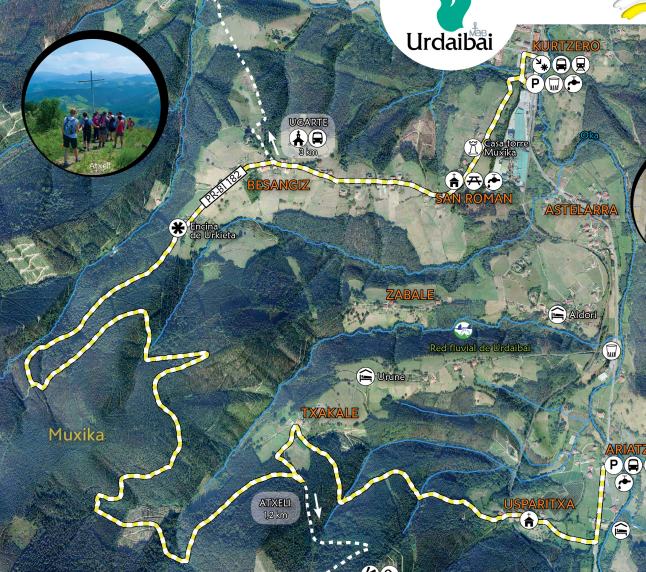 Urdaibai
KURTZERO
P
Oka
UGARTE
3 km
Casa torre
Muxika
PR-BI 182
BESANGIZ
SAN ROMAN
ASTELARRA
Atxeli
Encina
de Urkieta
ZABALE
Aldori
Red fluvial de Urdaibai
Urune
TXAKALE
Muxika
ARIATZ
P
ATXELI
1,2 km
USPARITXA